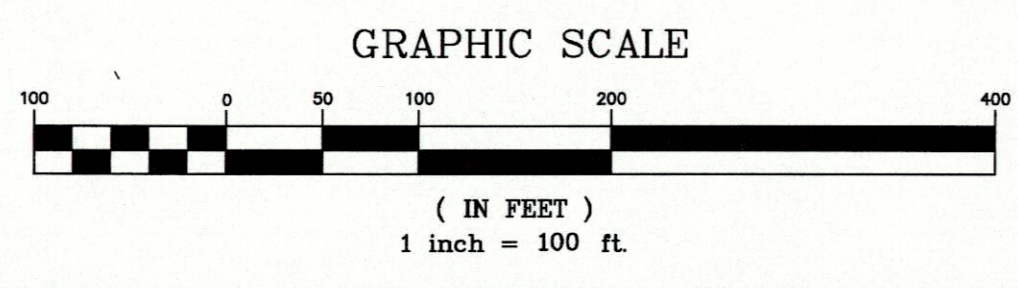 GRAPHIC SCALE
100 0 50 100 200 400
( IN FEET )
1 inch = 100 ft.